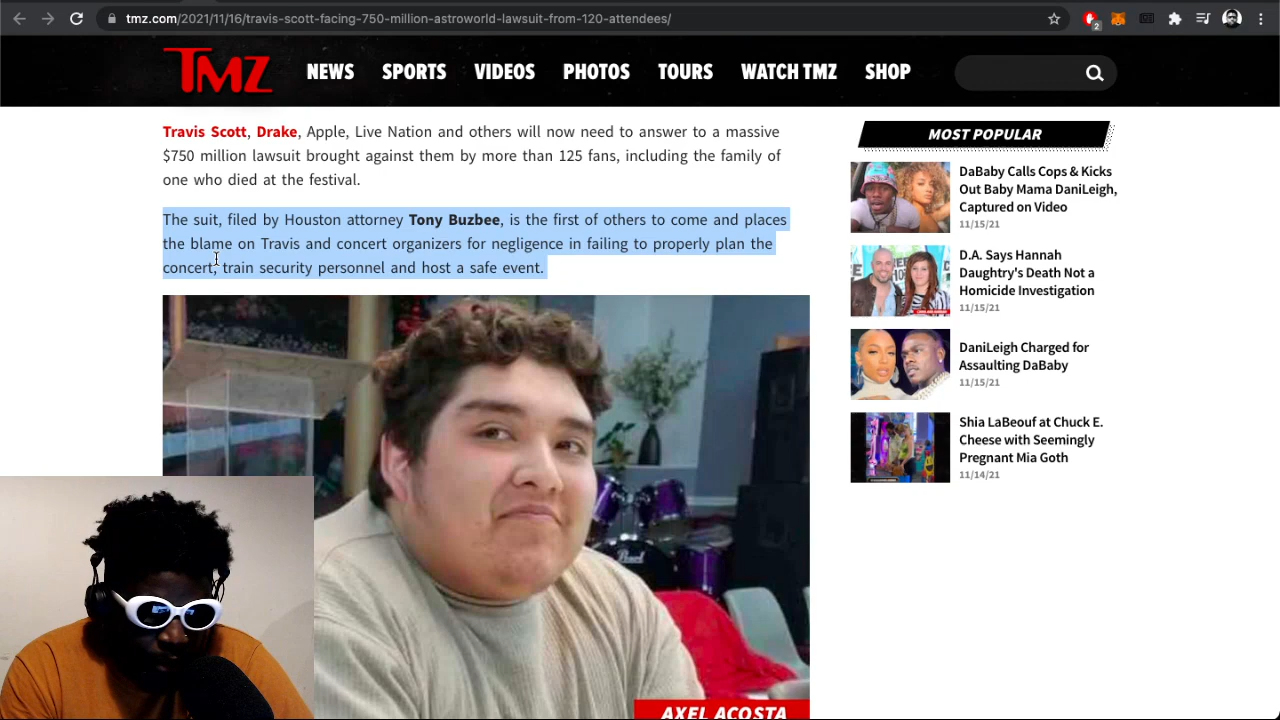 tmz.com/2021/11/16/travis-scott-facing-750-million-astroworld-lawsuit-from-120-attendees/
2
TMZ
NEWS SPORTS VIDEOS PHOTOS TOURS WATCH TMZ SHOP
Travis Scott, Drake, Apple, Live Nation and others will now need to answer to a massive
$750 million lawsuit brought against them by more than 125 fans, including the family of
one who died at the festival.
The suit, filed by Houston attorney Tony Buzbee, is the first of others to come and places
the blame on Travis and concert organizers for negligence in failing to properly plan the
concert, train security personnel and host a safe event.
Pearl
AXEL ACOSTA
MOST POPULAR
DaBaby Calls Cops & Kicks
Out Baby Mama DaniLeigh,
Captured on Video
11/15/21
D.A. Says Hannah
Daughtry's Death Not a
Homicide Investigation
11/15/21
DaniLeigh Charged for
Assaulting DaBaby
11/15/21
Shia LaBeouf at Chuck E.
Cheese with Seemingly
Pregnant Mia Goth
11/14/21